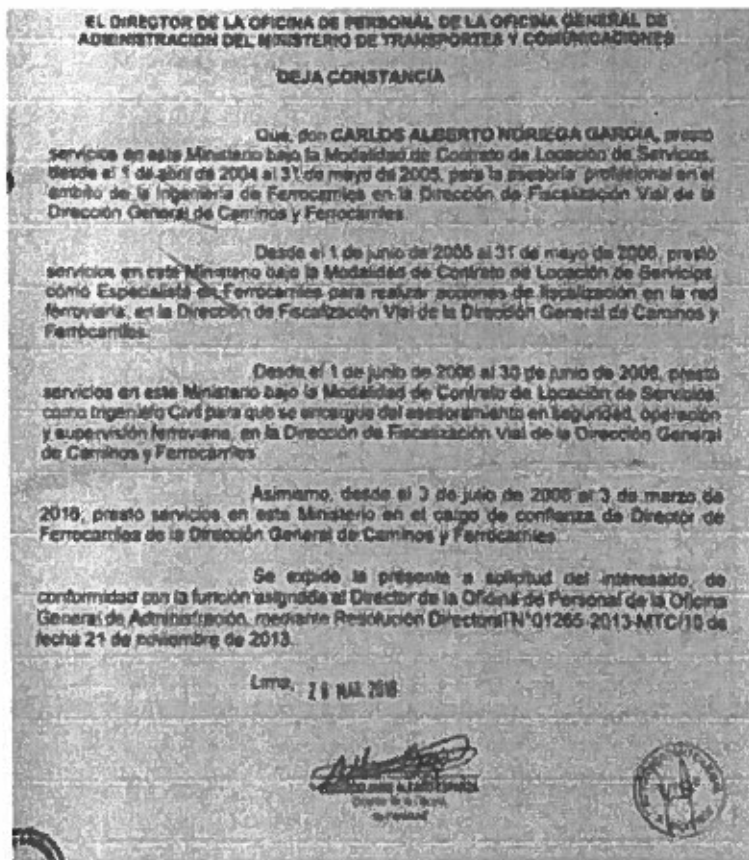 EL DIRECTOR DE LA OFICINA DE PERSONAL DE LA OFICINA GENERAL DE
ADMINISTRACION DEL MINISTERIO DE TRANSPORTES Y COMUNICACIONES
DEJA CONSTANCIA
Que, don CARLOS ALBERTO NORIEGA GARCIA, prestó
servicios en este Ministerio bajo la Modalidad de Contrato de Locación de Servicios,
desde el 1 de abril de 2004 al 31 de mayo de 2005, para la asesoría profesional en el
ámbito de la Ingeniería de Ferrocarriles en la Dirección de Fiscalización Vial de la
Dirección General de Caminos y Ferrocarriles.
Desde el 1 de junio de 2005 al 31 de mayo de 2006, prestó
servicios en este Ministerio bajo la Modalidad de Contrato de Locación de Servicios,
como Especialista en Ferrocarriles para realizar acciones de fiscalización en la red
ferroviaria, en la Dirección de Fiscalización Vial de la Dirección General de Caminos y
Ferrocarriles.
Desde el 1 de junio de 2006 al 30 de junio de 2006, prestó
servicios en este Ministerio bajo la Modalidad de Contrato de Locación de Servicios,
como Ingeniero Civil para que se encargue del asesoramiento en seguridad, operación
y supervisión ferroviaria, en la Dirección de Fiscalización Vial de la Dirección General
de Caminos y Ferrocarriles
Asimismo, desde el 3 de julio de 2006 al 3 de marzo de
2016, prestó servicios en este Ministerio en el cargo de confianza de Director de
Ferrocarriles de la Dirección General de Caminos y Ferrocarriles.
Se expide la presente a solicitud del interesado, de
conformidad con la función asignada al Director de la Oficina de Personal de la Oficina
General de Administración, mediante Resolución Directoral N°01265-2013-MTC/10 de
fecha 21 de noviembre de 2013.
Lima, MAR. 2016
Director de la Oficina
de Personal